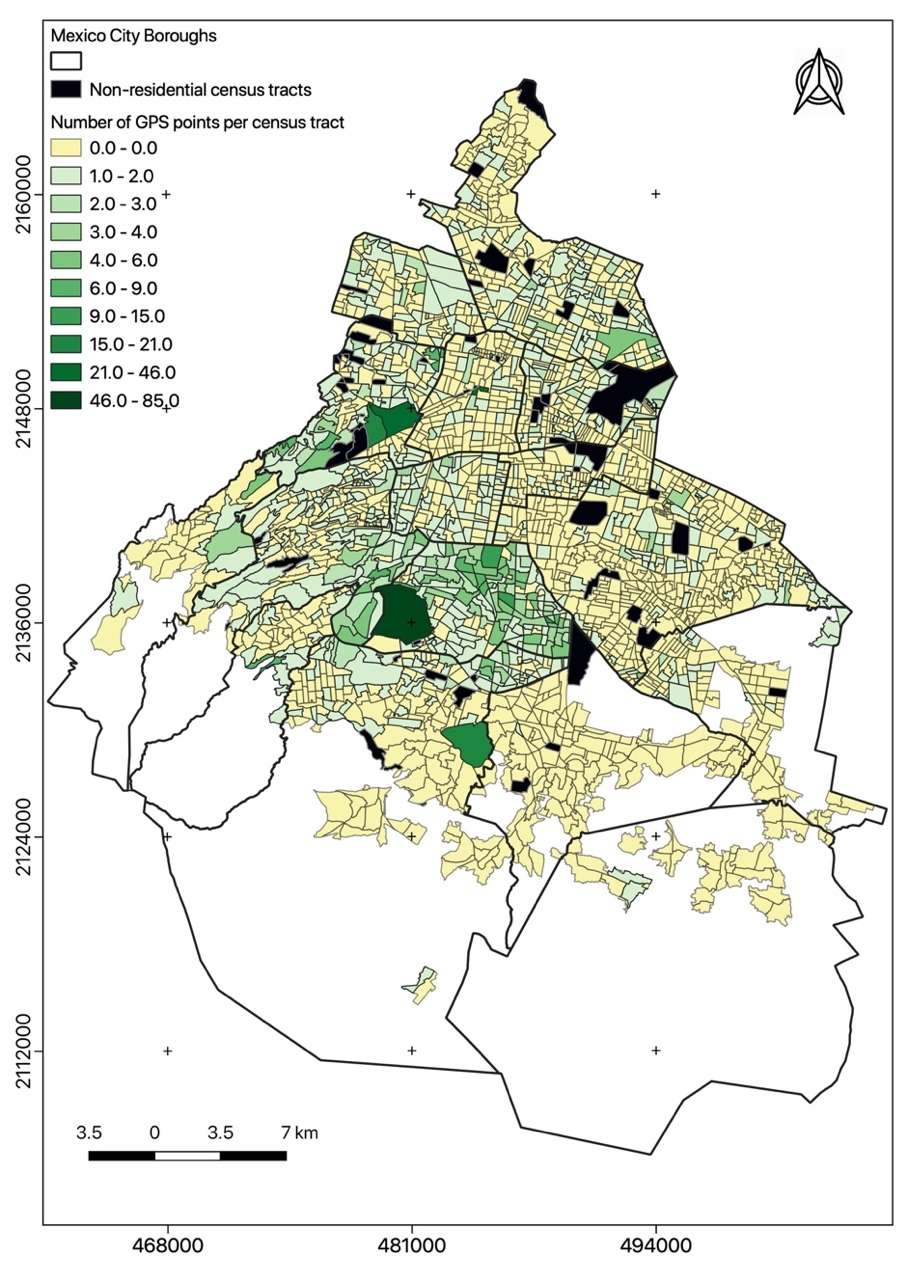 Mexico City Boroughs
Non-residential census tracts
Number of GPS points per census tract
0.0 - 0.0
1.0 - 2.0
2.0 - 3.0
3.0 - 4.0
4.0 - 6.0
6.0 - 9.0
9.0 - 15.0
15.0 - 21.0
21.0 - 46.0
46.0 - 85.0
2160000
2148000
2136000
2124000
2112000
3.5 0 3.5 7 km
468000 481000 494000